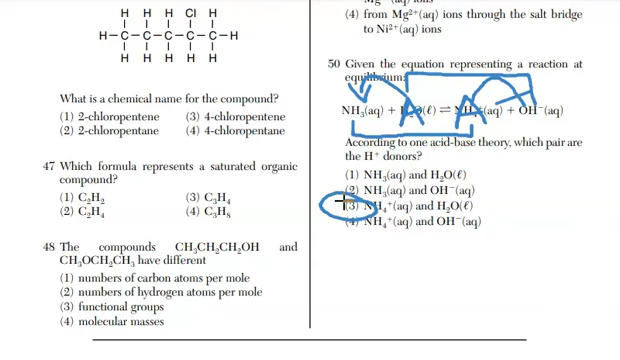 H H H Cl H
H–C–C–C–C–C–H
H H H H H
What is a chemical name for the compound?
(1) 2-chloropentene (3) 4-chloropentene
(2) 2-chloropentane (4) 4-chloropentane
47 Which formula represents a saturated organic
compound?
(1) C₂H₂ (3) C₃H₄
(2) C₂H₄ (4) C₃H₈
48 The compounds CH₃CH₂CH₂OH and
CH₃OCH₂CH₃ have different
(1) numbers of carbon atoms per mole
(2) numbers of hydrogen atoms per mole
(3) functional groups
(4) molecular masses
(4) from Mg²⁺(aq) ions through the salt bridge
to Ni²⁺(aq) ions
50 Given the equation representing a reaction at
equilibrium:
NH₃(aq) + H₂O(ℓ) ⇌ NH₄⁺(aq) + OH⁻(aq)
A A
According to one acid-base theory, which pair are
the H⁺ donors?
(1) NH₃(aq) and H₂O(ℓ)
(2) NH₃(aq) and OH⁻(aq)
(3) NH₄⁺(aq) and H₂O(ℓ)
(4) NH₄⁺(aq) and OH⁻(aq)